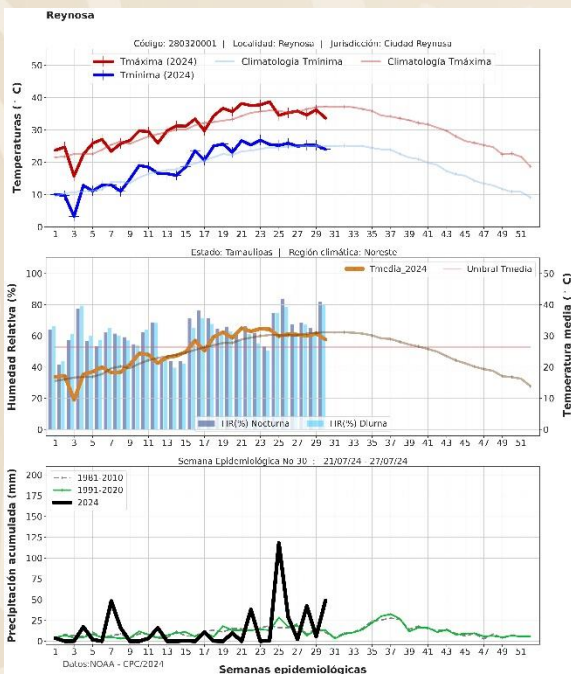 Reynosa
Código: 280320001 | Localidad: Reynosa | Jurisdicción: Ciudad Reynosa
Tmáxima (2024)
Tmínima (2024)
Climatologia Tmínima
Climatología Tmáxima
Temperaturas (° C)
50
40
30
20
10
0
1 3 5 7 9 11 13 15 17 19 21 23 25 27 29 31 33 35 37 39 41 43 45 47 49 51
Estado: Tamaulipas | Región climática: Noreste
Tmedia_2024
Umbral Tmedia
Humedad Relativa (%)
100
80
60
40
20
0
50
40
30
20
10
0
Temperatura media (° C)
HR(%) Nocturna
HR(%) Diurna
1 3 5 7 9 11 13 15 17 19 21 23 25 27 29 31 33 35 37 39 41 43 45 47 49 51
Semana Epidemiológica No 30 : 21/07/24 - 27/07/24
1981-2010
1991-2020
2024
Precipitación acumulada (mm)
200
175
150
125
100
75
50
25
0
1 3 5 7 9 11 13 15 17 19 21 23 25 27 29 31 33 35 37 39 41 43 45 47 49 51
Datos:NOAA - CPC/2024
Semanas epidemiológicas